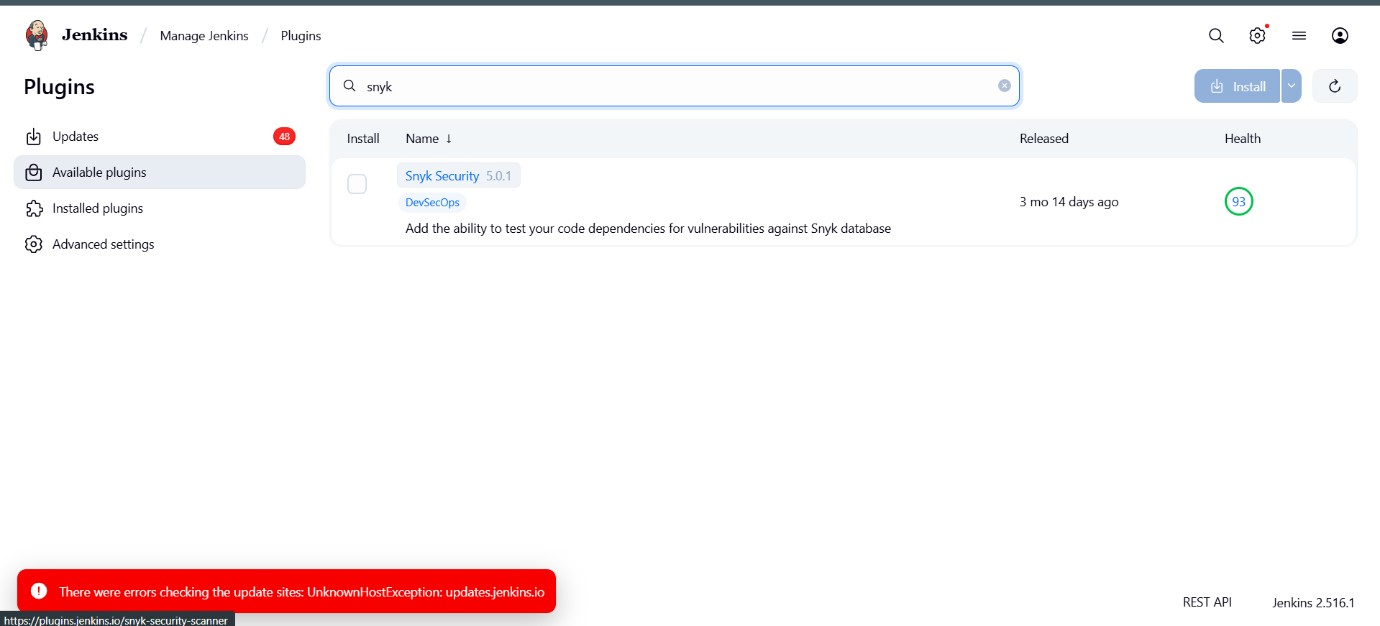 Jenkins / Manage Jenkins / Plugins
Plugins
snyk
Install
Updates 48
Available plugins
Installed plugins
Advanced settings
Install Name ↓ Released Health
Snyk Security 5.0.1
DevSecOps
3 mo 14 days ago
93
Add the ability to test your code dependencies for vulnerabilities against Snyk database
There were errors checking the update sites: UnknownHostException: updates.jenkins.io
REST API Jenkins 2.516.1
https://plugins.jenkins.io/snyk-security-scanner